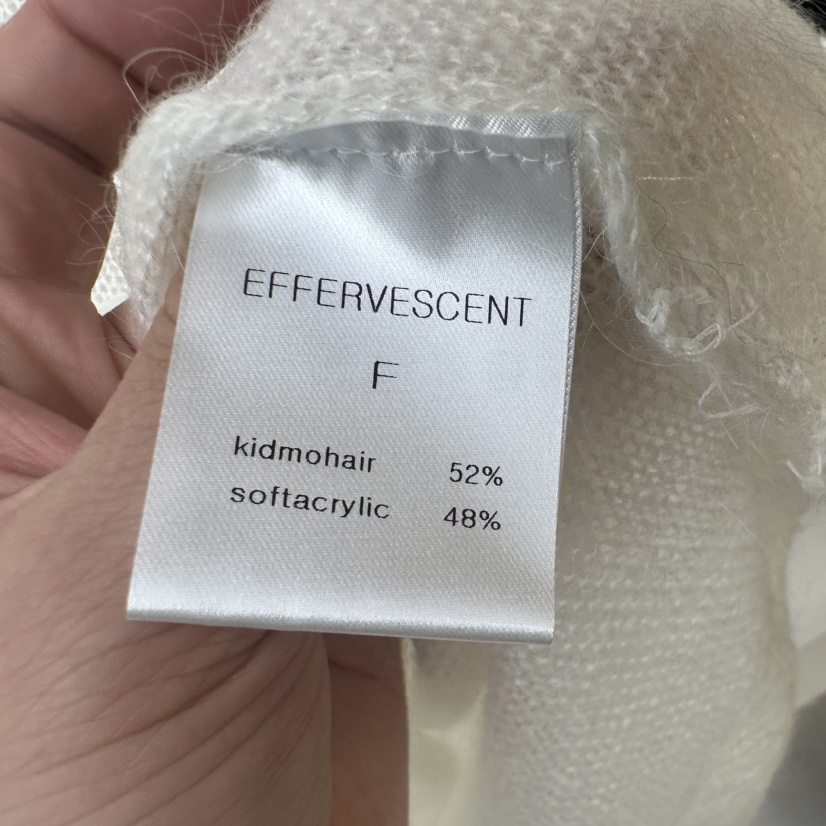 EFFERVESCENT
F
kidmohair 52%
softacrylic 48%